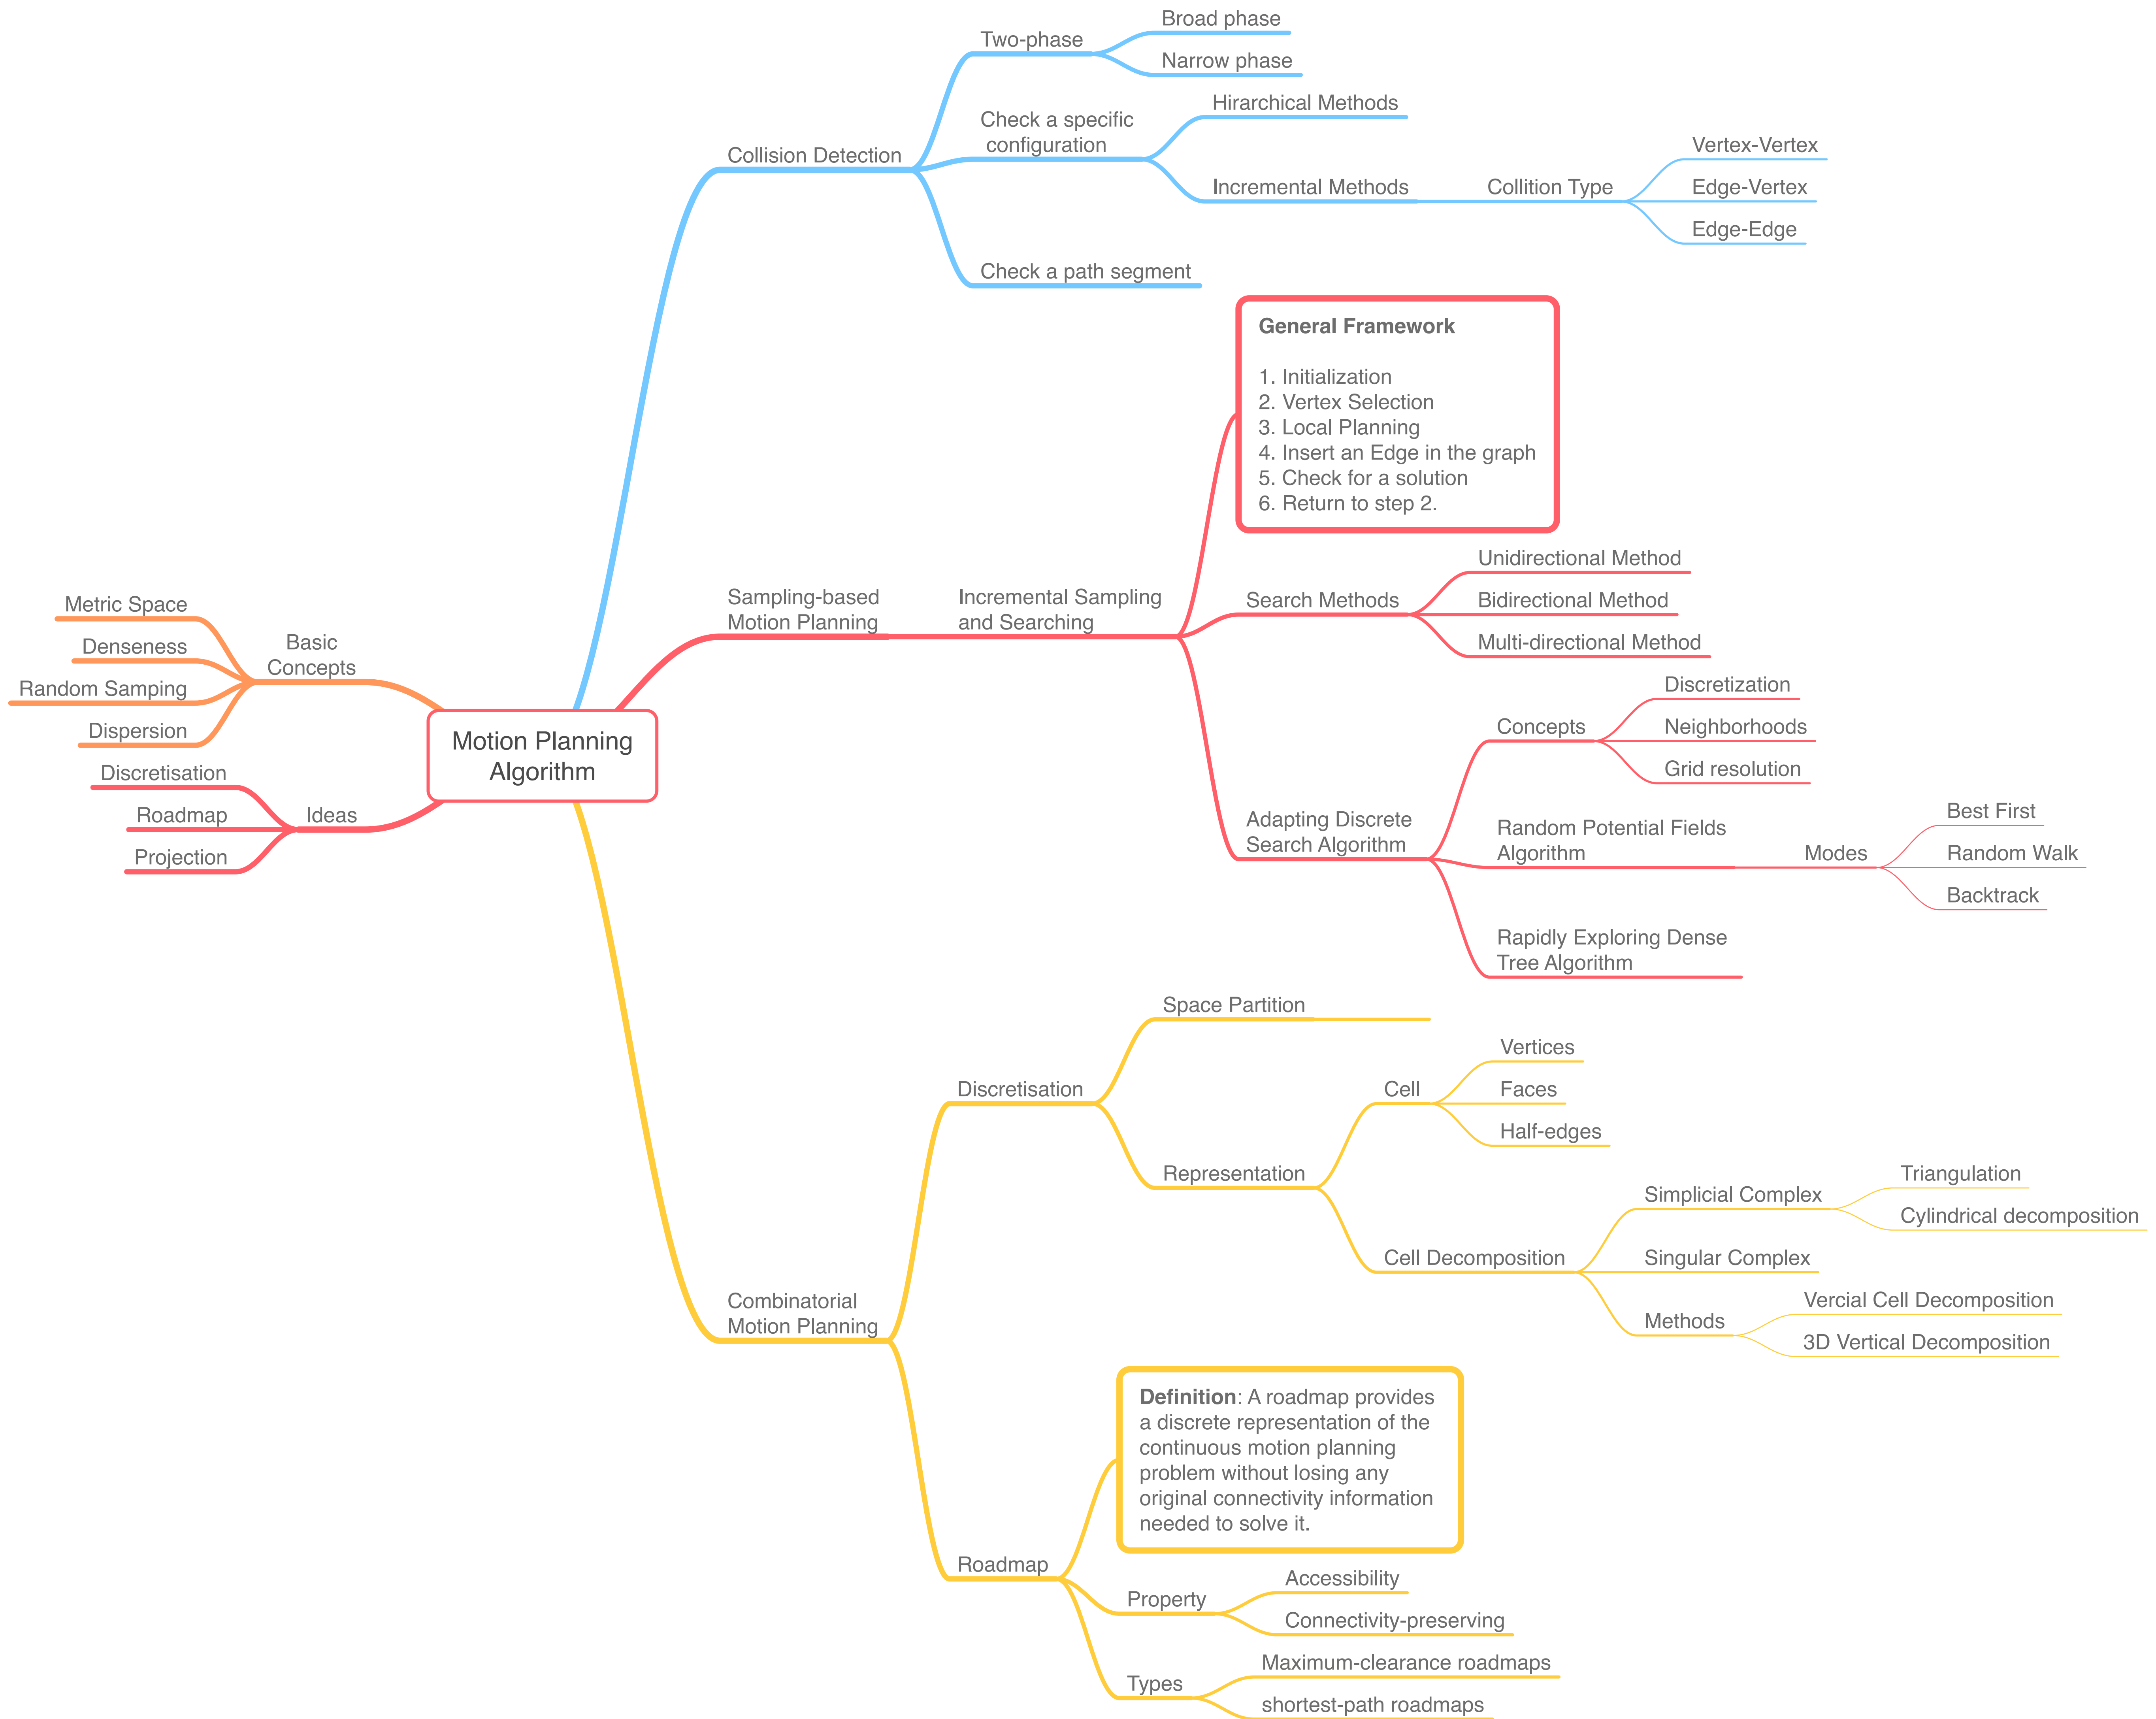 Broad phase
Two-phase
Narrow phase
Hirarchical Methods
Check a specific
configuration
Collision Detection
Incremental Methods
Collition Type
Vertex-Vertex
Edge-Vertex
Edge-Edge
Check a path segment
General Framework
1. Initialization
2. Vertex Selection
3. Local Planning
4. Insert an Edge in the graph
5. Check for a solution
6. Return to step 2.
Sampling-based
Motion Planning
Incremental Sampling
and Searching
Search Methods
Unidirectional Method
Bidirectional Method
Multi-directional Method
Adapting Discrete
Search Algorithm
Concepts
Discretization
Neighborhoods
Grid resolution
Random Potential Fields
Algorithm
Modes
Best First
Random Walk
Backtrack
Rapidly Exploring Dense
Tree Algorithm
Metric Space
Denseness
Random Samping
Dispersion
Basic
Concepts
Motion Planning
Algorithm
Discretisation
Roadmap
Projection
Ideas
Combinatorial
Motion Planning
Discretisation
Space Partition
Representation
Cell
Vertices
Faces
Half-edges
Cell Decomposition
Simplicial Complex
Triangulation
Cylindrical decomposition
Singular Complex
Methods
Vercial Cell Decomposition
3D Vertical Decomposition
Roadmap
Definition: A roadmap provides
a discrete representation of the
continuous motion planning
problem without losing any
original connectivity information
needed to solve it.
Property
Accessibility
Connectivity-preserving
Types
Maximum-clearance roadmaps
shortest-path roadmaps